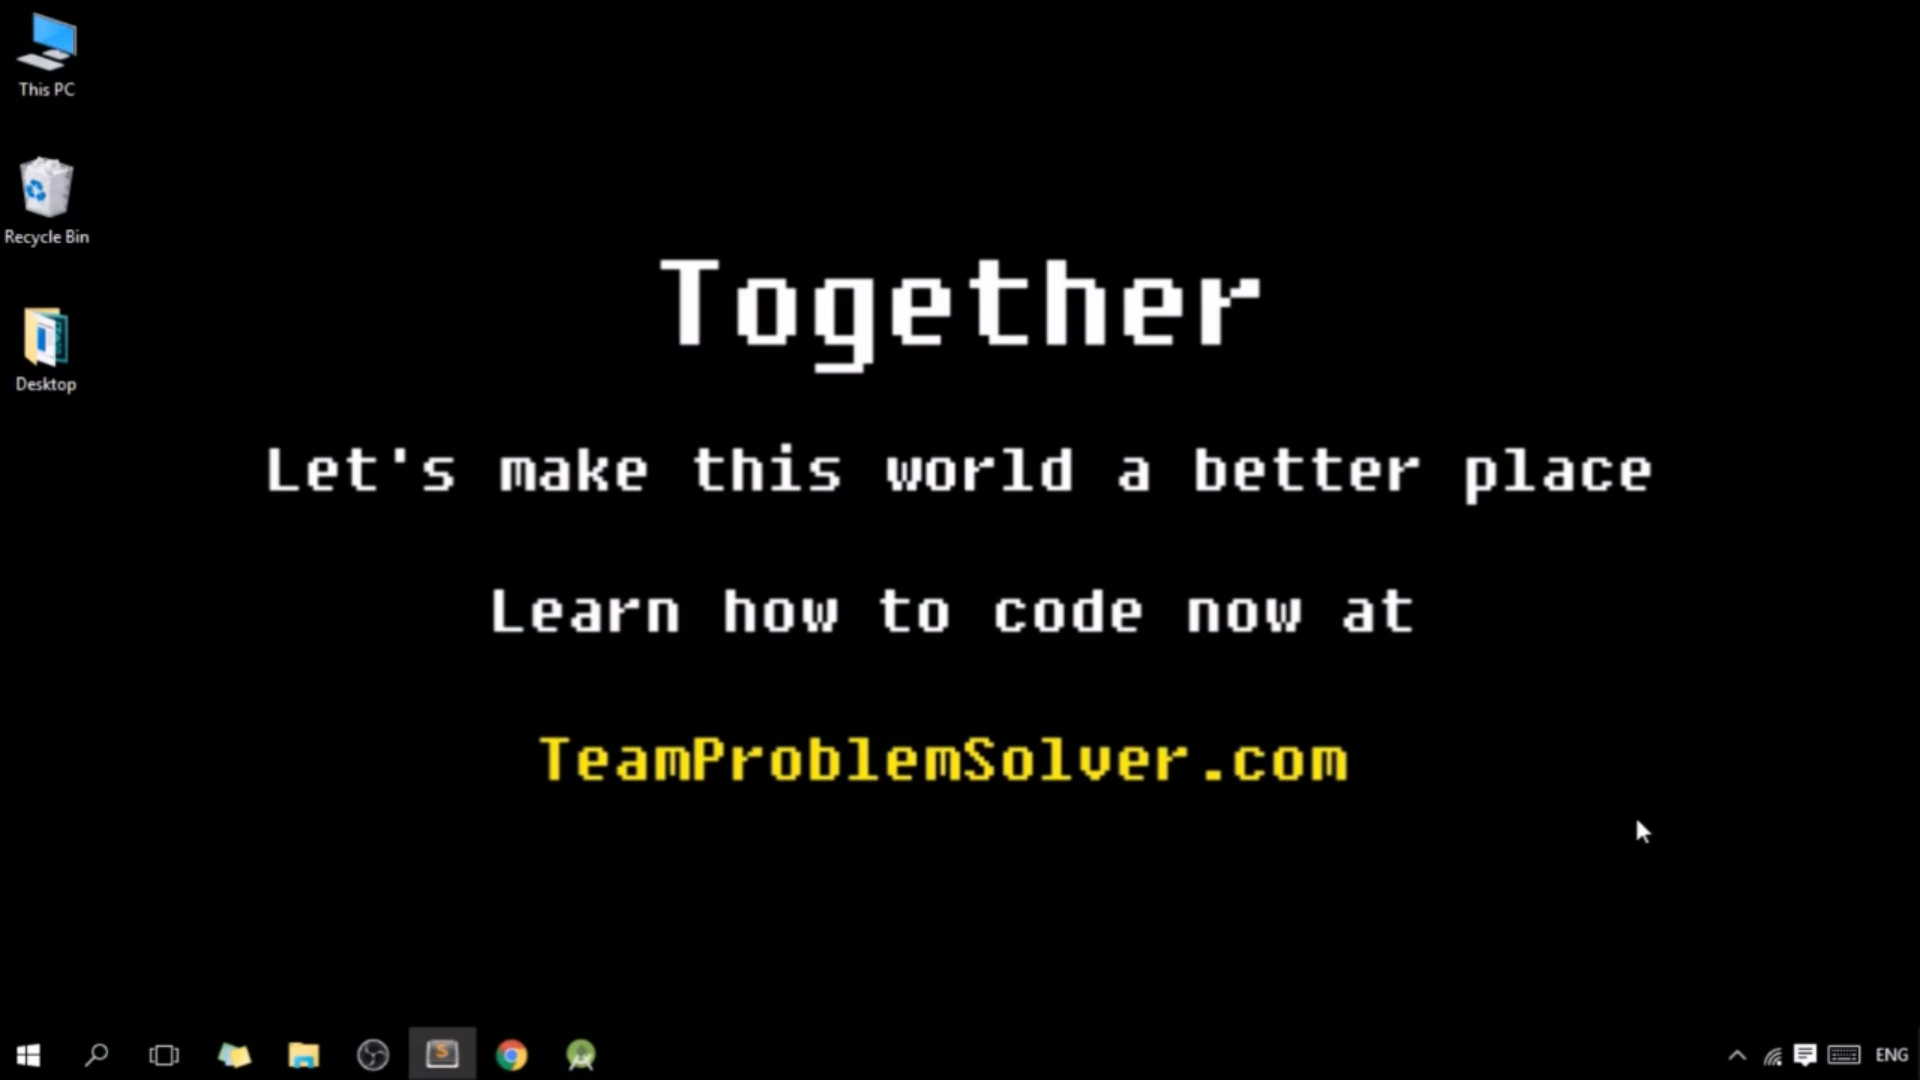 This PC
Recycle Bin
Desktop
Together
Let's make this world a better place
Learn how to code now at
TeamProblemSolver.com
ENG